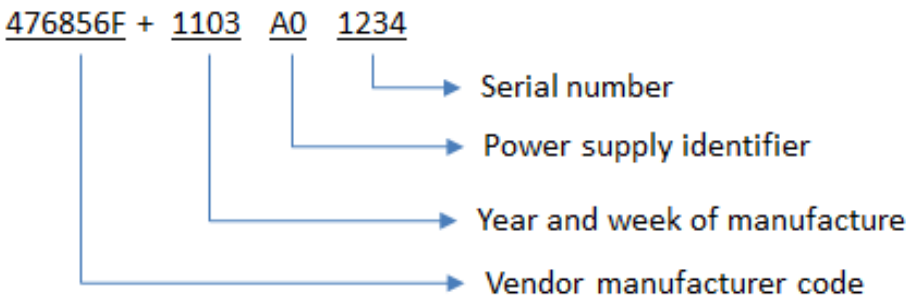 476856F + 1103 A0 1234
Serial number
Power supply identifier
Year and week of manufacture
Vendor manufacturer code